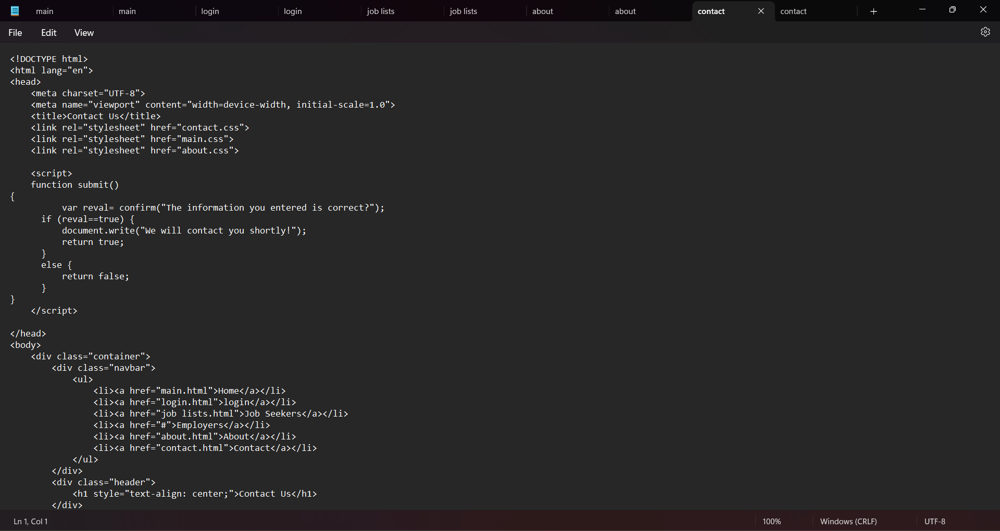 main main login login job lists job lists about about contact contact
File Edit View
<!DOCTYPE html>
<html lang="en">
<head>
    <meta charset="UTF-8">
    <meta name="viewport" content="width=device-width, initial-scale=1.0">
    <title>Contact Us</title>
    <link rel="stylesheet" href="contact.css">
    <link rel="stylesheet" href="main.css">
    <link rel="stylesheet" href="about.css">
    <script>
    function submit()
{
          var reval= confirm("The information you entered is correct?");
      if (reval==true) {
          document.write("We will contact you shortly!");
          return true;
      }
      else {
          return false;
      }
}
    </script>
</head>
<body>
    <div class="container">
        <div class="navbar">
            <ul>
                <li><a href="main.html">Home</a></li>
                <li><a href="login.html">login</a></li>
                <li><a href="job lists.html">Job Seekers</a></li>
                <li><a href="#">Employers</a></li>
                <li><a href="about.html">About</a></li>
                <li><a href="contact.html">Contact</a></li>
            </ul>
        </div>
        <div class="header">
            <h1 style="text-align: center;">Contact Us</h1>
        </div>
Ln 1, Col 1 100% Windows (CRLF) UTF-8